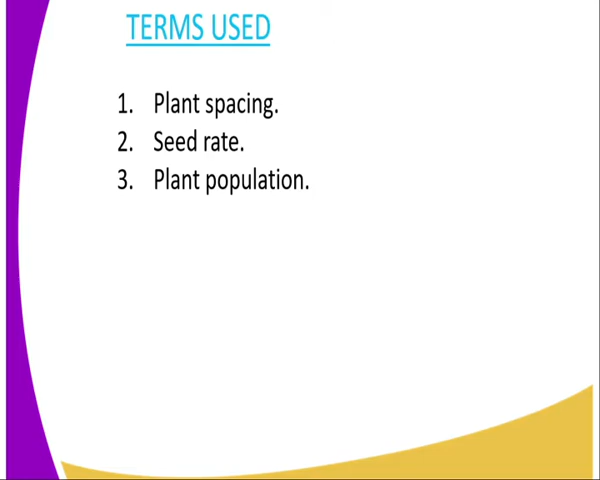 TERMS USED
1. Plant spacing.
2. Seed rate.
3. Plant population.